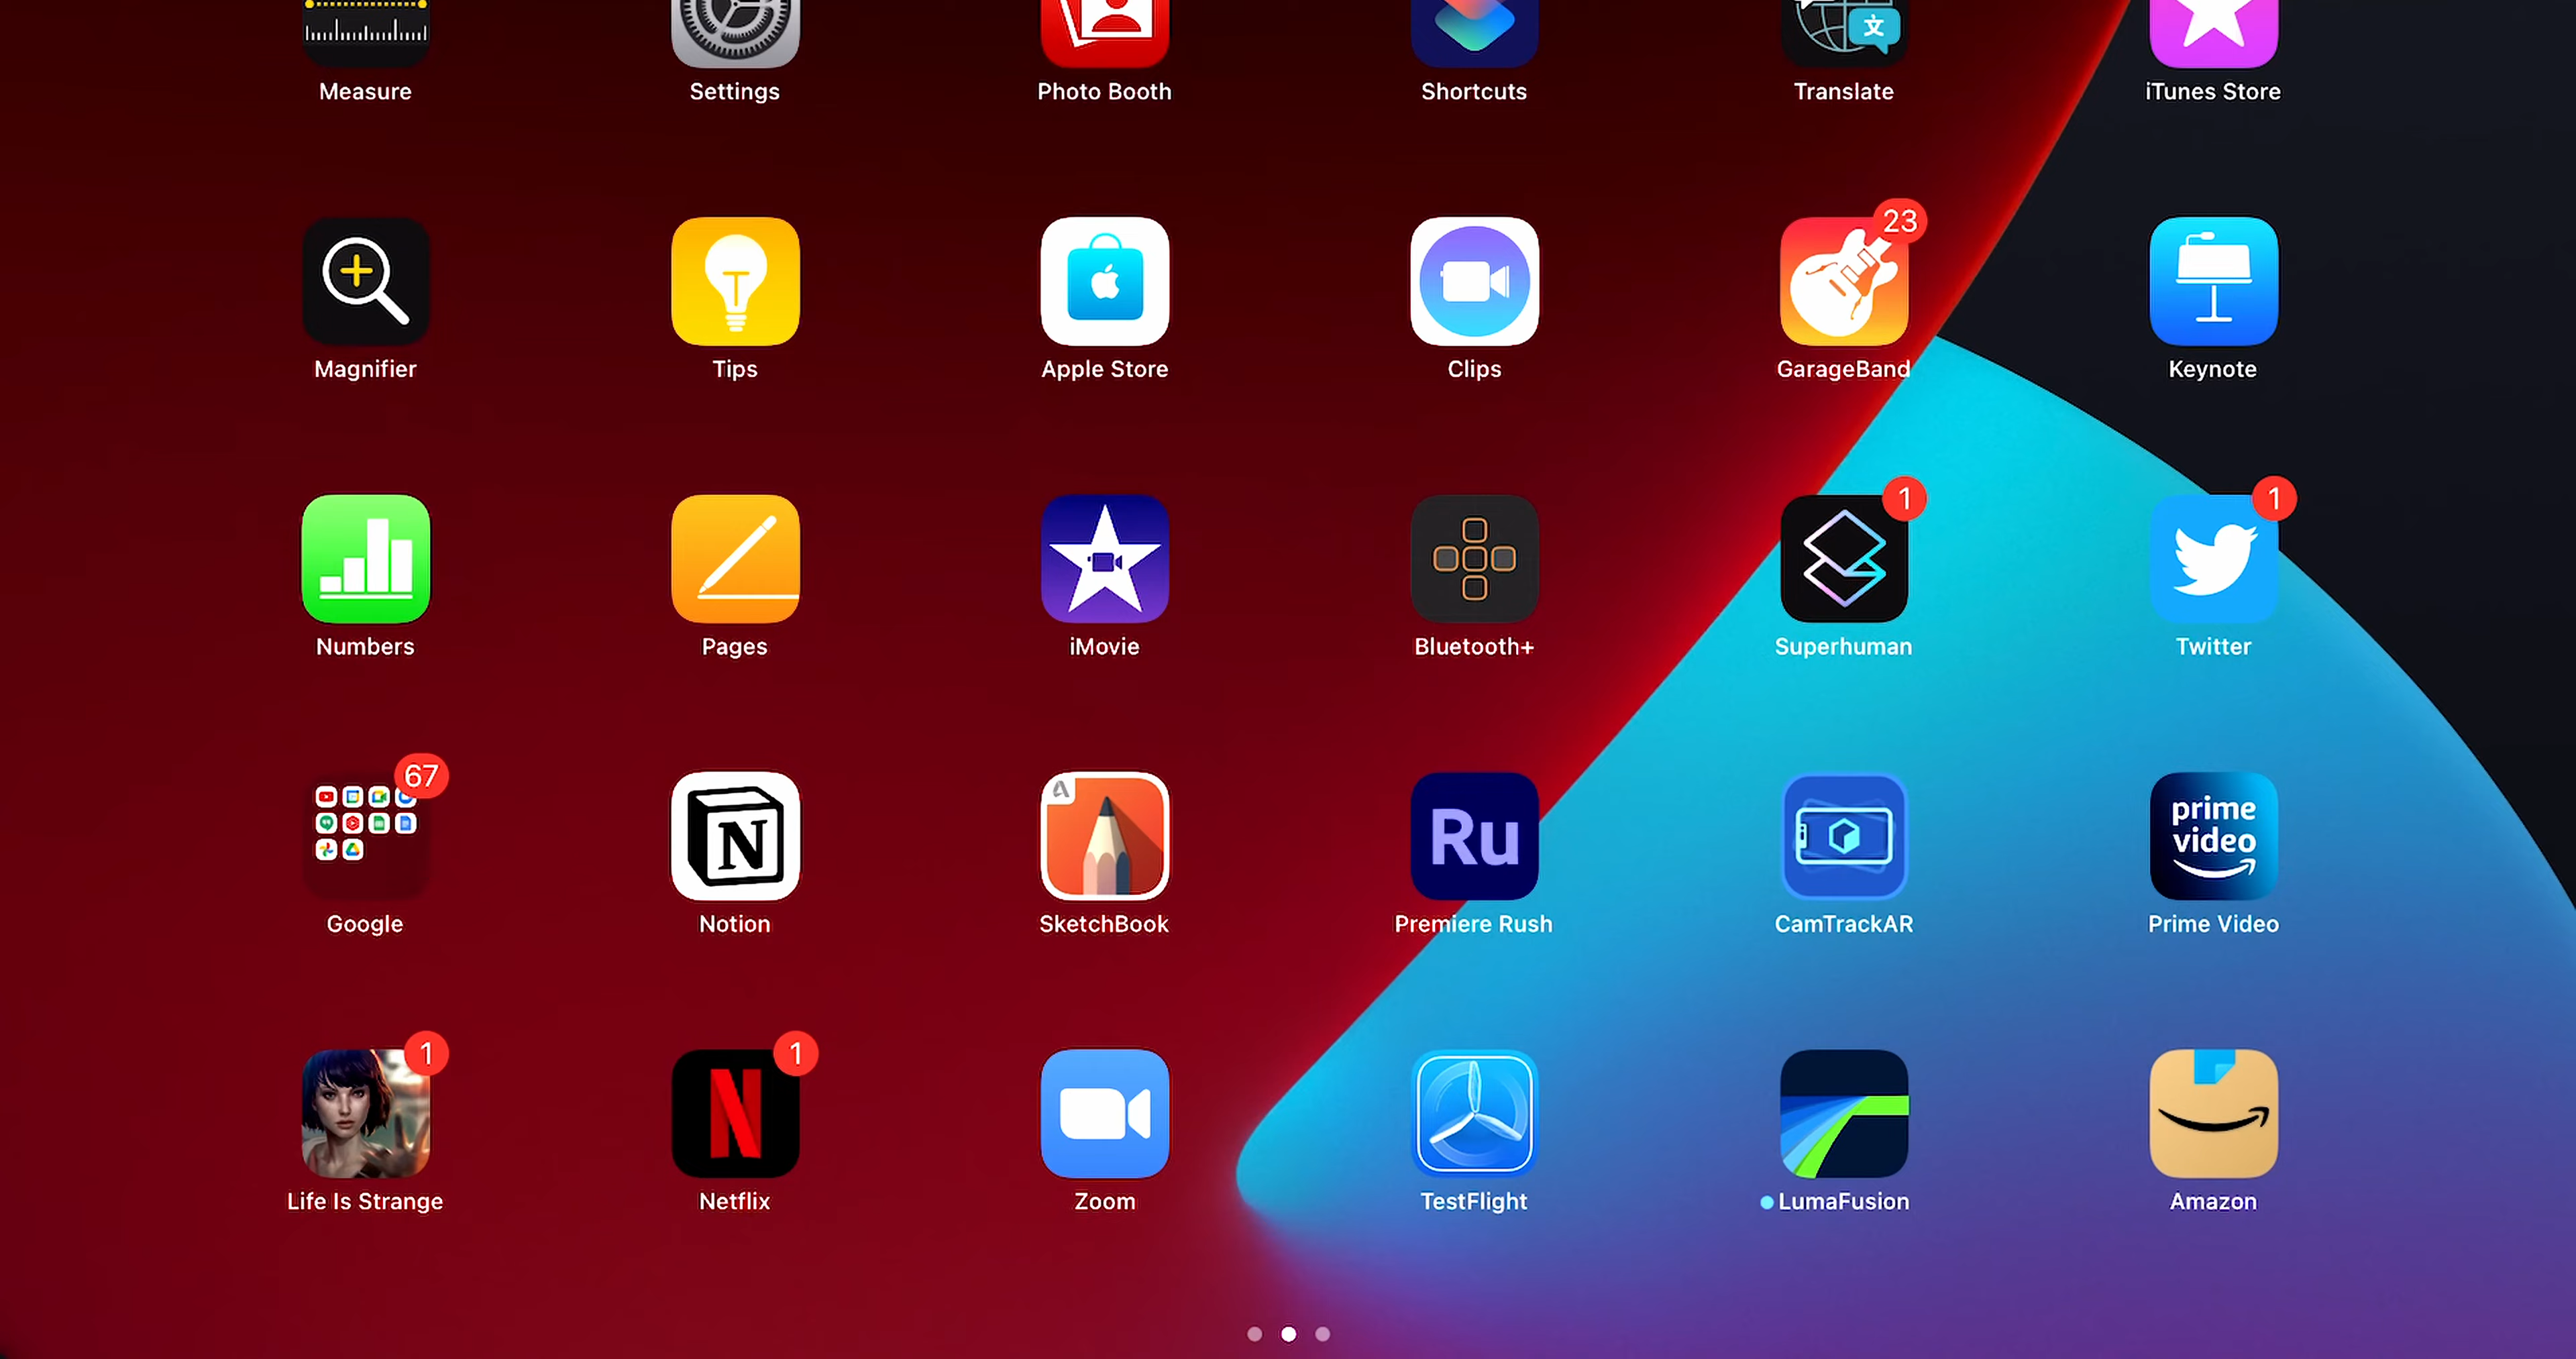 文
Measure Settings Photo Booth Shortcuts Translate iTunes Store
23
Magnifier Tips Apple Store Clips GarageBand Keynote
1 1
Numbers Pages iMovie Bluetooth+ Superhuman Twitter
67
N Ru prime video
Google Notion SketchBook Premiere Rush CamTrackAR Prime Video
1 1
N
Life Is Strange Netflix Zoom TestFlight LumaFusion Amazon